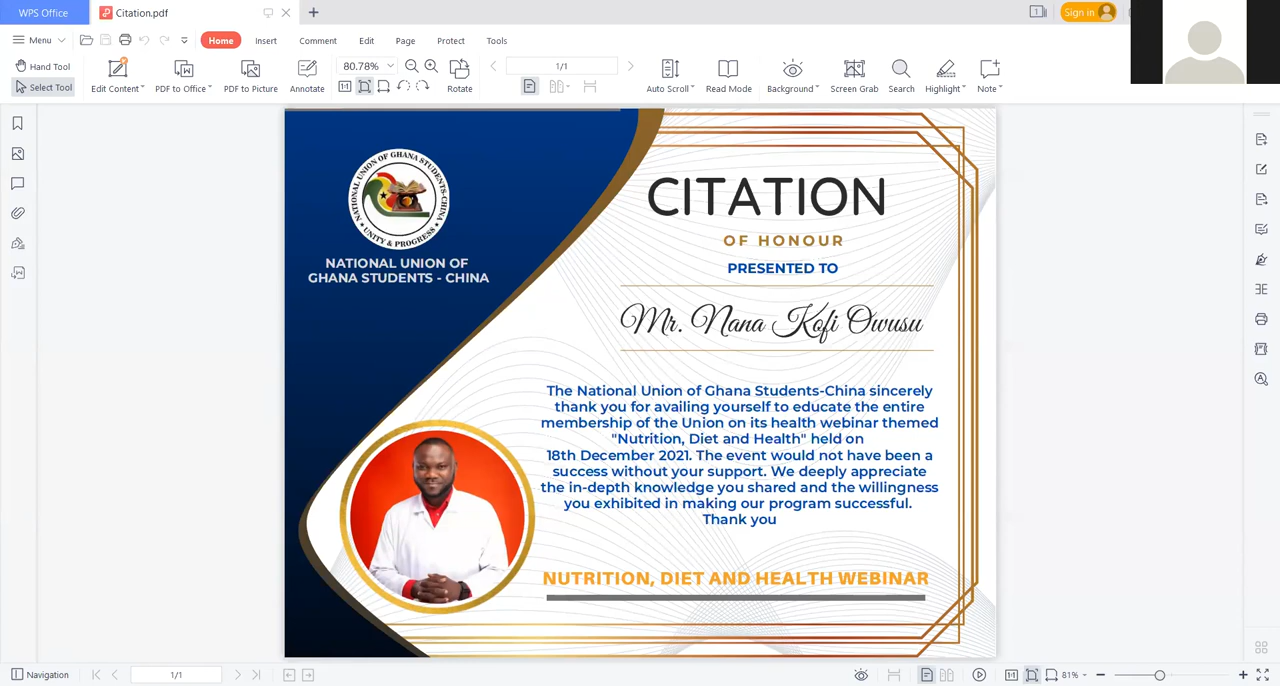 WPS Office
Citation.pdf
1
Sign in
Menu
Home
Insert
Comment
Edit
Page
Protect
Tools
Hand Tool
Select Tool
Edit Content
PDF to Office
PDF to Picture
Annotate
80.78%
1:1
Rotate
1/1
Auto Scroll
Read Mode
Background
Screen Grab
Search
Highlight
Note
NATIONAL UNION OF GHANA STUDENTS-CHINA
UNITY & PROGRESS
NATIONAL UNION OF
GHANA STUDENTS - CHINA
CITATION
OF HONOUR
PRESENTED TO
Mr. Nana Kofi Owusu
The National Union of Ghana Students-China sincerely
thank you for availing yourself to educate the entire
membership of the Union on its health webinar themed
"Nutrition, Diet and Health" held on
18th December 2021. The event would not have been a
success without your support. We deeply appreciate
the in-depth knowledge you shared and the willingness
you exhibited in making our program successful.
Thank you
NUTRITION, DIET AND HEALTH WEBINAR
Navigation
1/1
1:1
81%